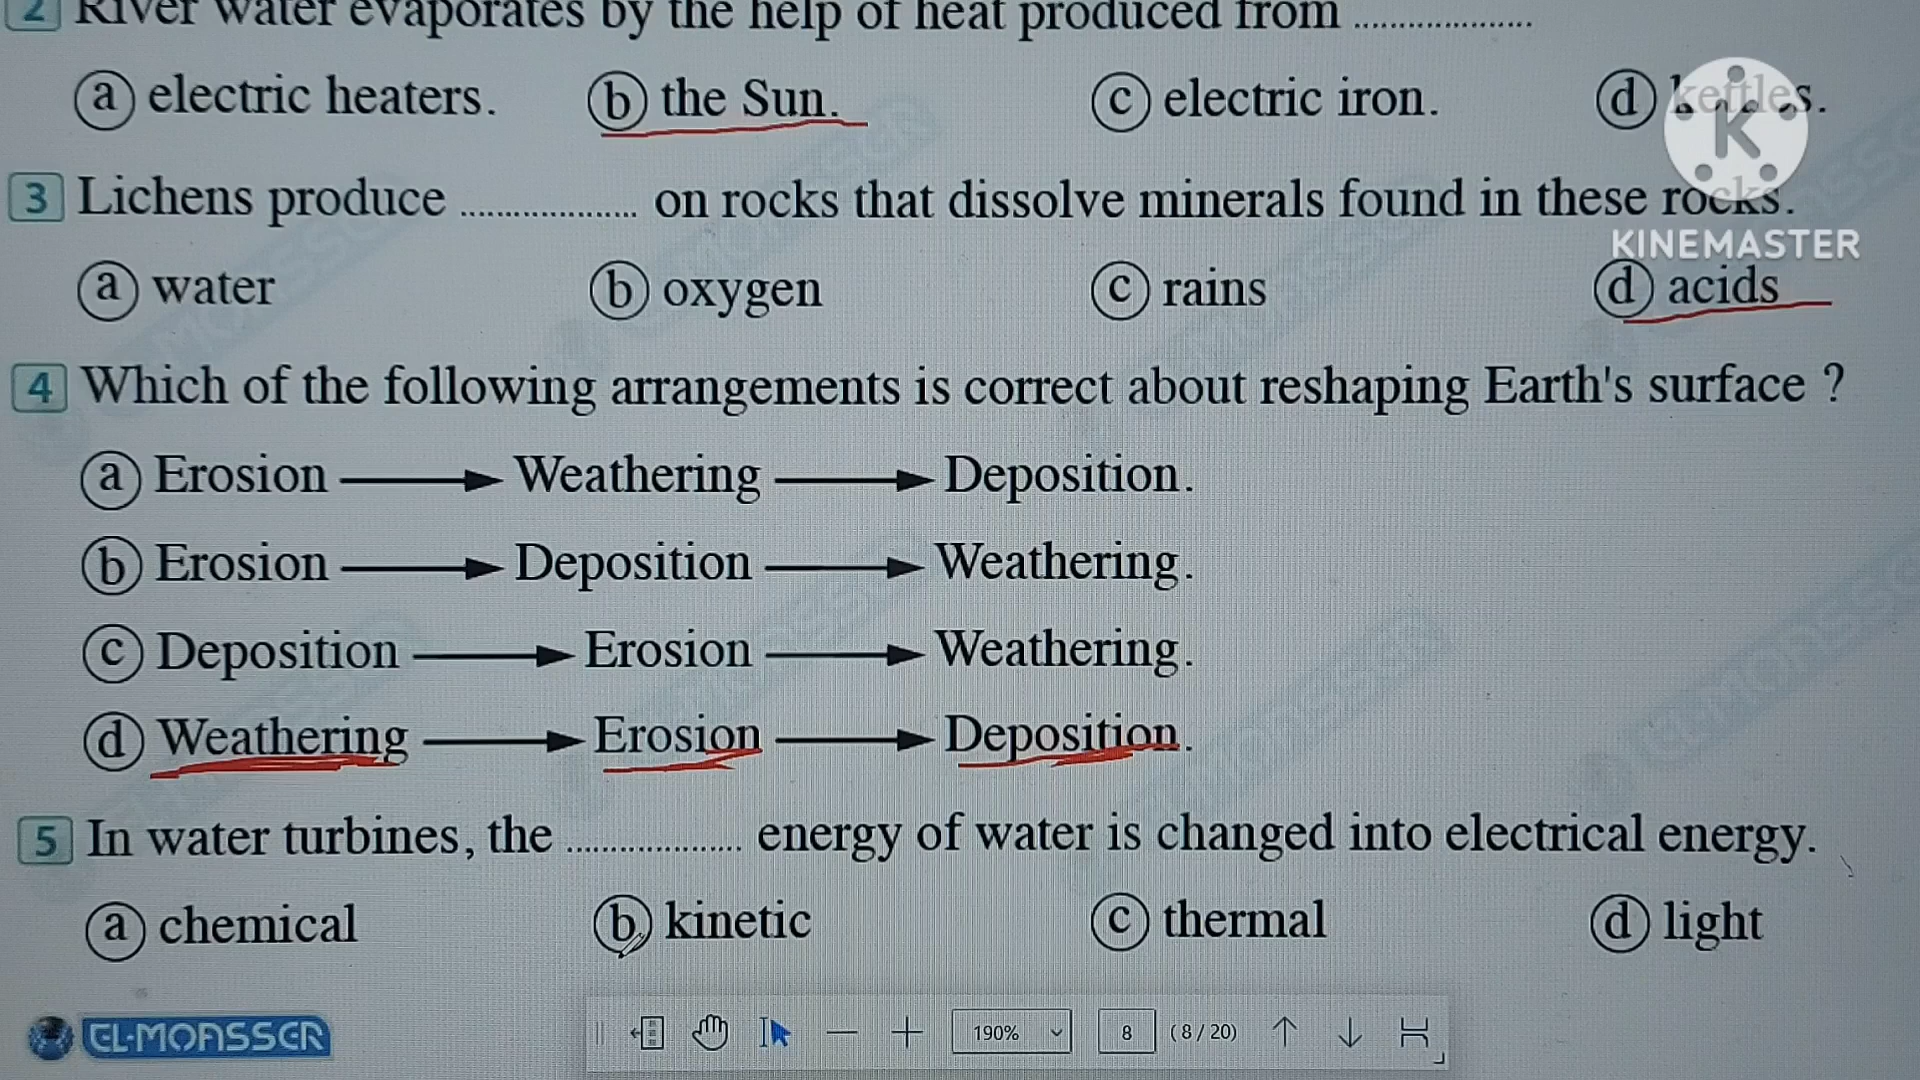 2 River water evaporates by the help of heat produced from ...................
a electric heaters. b the Sun. c electric iron. d kettles.
3 Lichens produce ................... on rocks that dissolve minerals found in these rocks.
KINEMASTER
a water b oxygen c rains d acids
4 Which of the following arrangements is correct about reshaping Earth's surface ?
a Erosion → Weathering → Deposition.
b Erosion → Deposition → Weathering.
c Deposition → Erosion → Weathering.
d Weathering → Erosion → Deposition.
5 In water turbines, the ................... energy of water is changed into electrical energy.
a chemical b kinetic c thermal d light
EL-MOASSER 190% 8 (8/20)